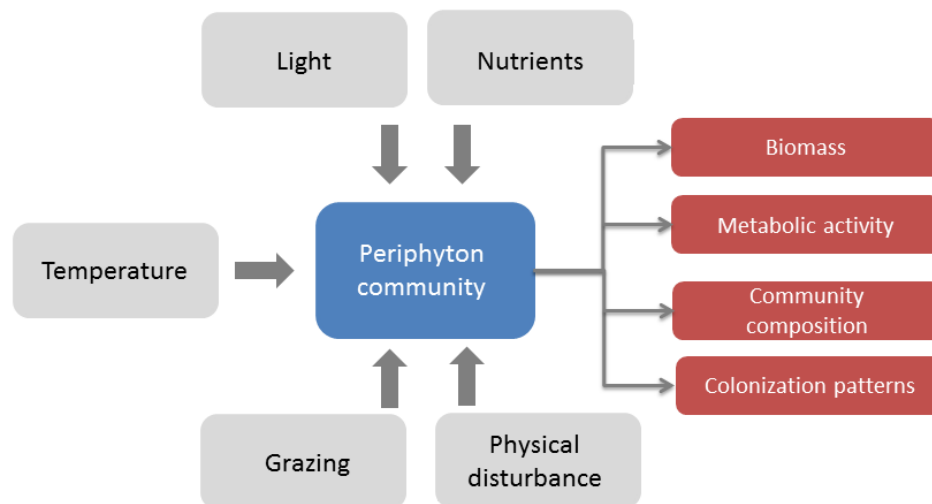 Light
Nutrients
Biomass
Metabolic activity
Temperature
Periphyton
community
Community
composition
Colonization patterns
Grazing
Physical
disturbance